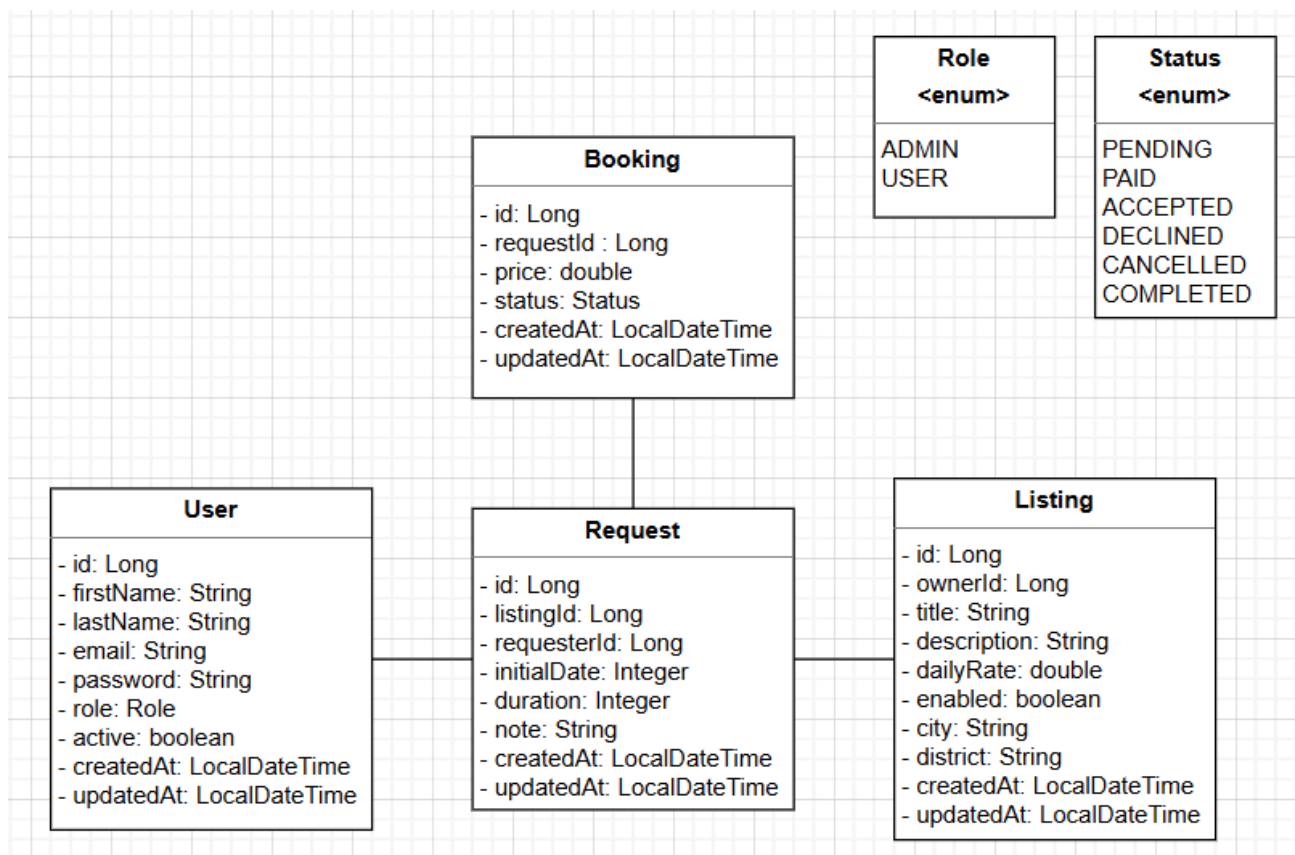 Role
<enum>
ADMIN
USER
Status
<enum>
PENDING
PAID
ACCEPTED
DECLINED
CANCELLED
COMPLETED
Booking
- id: Long
- requestId : Long
- price: double
- status: Status
- createdAt: LocalDateTime
- updatedAt: LocalDateTime
User
- id: Long
- firstName: String
- lastName: String
- email: String
- password: String
- role: Role
- active: boolean
- createdAt: LocalDateTime
- updatedAt: LocalDateTime
Request
- id: Long
- listingId: Long
- requesterId: Long
- initialDate: Integer
- duration: Integer
- note: String
- createdAt: LocalDateTime
- updatedAt: LocalDateTime
Listing
- id: Long
- ownerId: Long
- title: String
- description: String
- dailyRate: double
- enabled: boolean
- city: String
- district: String
- createdAt: LocalDateTime
- updatedAt: LocalDateTime